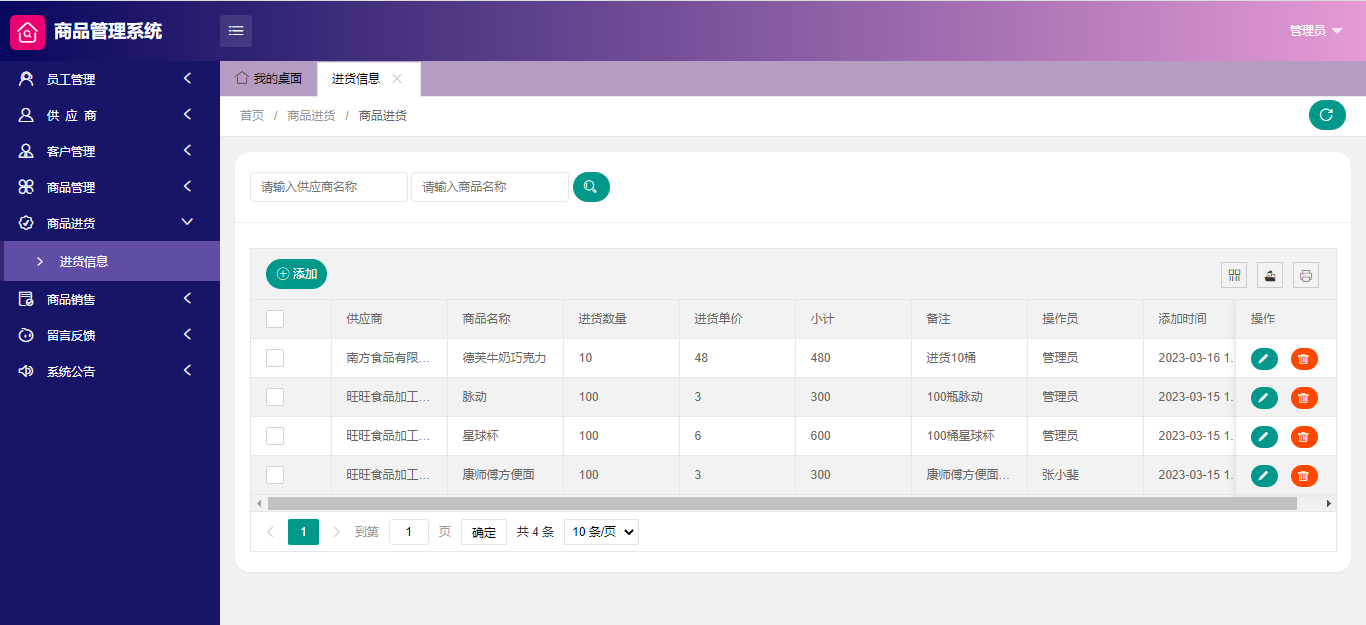 商品管理系统
管理员
员工管理
供 应 商
客户管理
商品管理
商品进货
进货信息
商品销售
留言反馈
系统公告
我的桌面 进货信息
首页 / 商品进货 / 商品进货
请输入供应商名称 请输入商品名称
添加
供应商 商品名称 进货数量 进货单价 小计 备注 操作员 添加时间 操作
南方食品有限... 德芙牛奶巧克力 10 48 480 进货10桶 管理员 2023-03-16 1.
旺旺食品加工... 脉动 100 3 300 100瓶脉动 管理员 2023-03-15 1.
旺旺食品加工... 星球杯 100 6 600 100桶星球杯 管理员 2023-03-15 1.
旺旺食品加工... 康师傅方便面 100 3 300 康师傅方便面... 张小斐 2023-03-15 1.
1 到第 1 页 确定 共 4 条 10 条/页